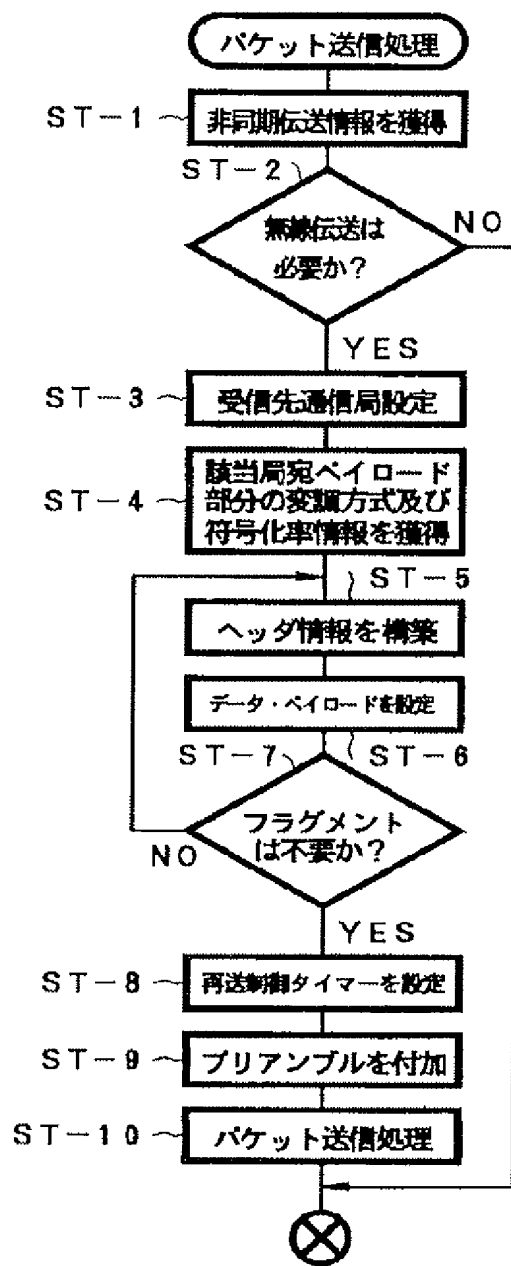 パケット送信処理
ST-1
非同期伝送情報を獲得
ST-2
無線伝送は
必要か?
NO
YES
ST-3
受信先通信局設定
ST-4
該当局宛ペイロード
部分の変調方式及び
符号化率情報を獲得
ST-5
ヘッダ情報を構築
データ・ペイロードを設定
ST-6
ST-7
フラグメント
は不要か?
NO
YES
ST-8
再送制御タイマーを設定
ST-9
プリアンブルを付加
ST-10
パケット送信処理